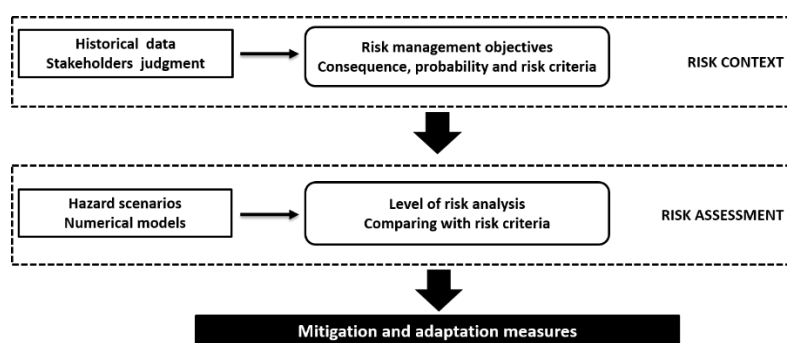 Historical data
Stakeholders judgment
Risk management objectives
Consequence, probability and risk criteria
RISK CONTEXT
Hazard scenarios
Numerical models
Level of risk analysis
Comparing with risk criteria
RISK ASSESSMENT
Mitigation and adaptation measures